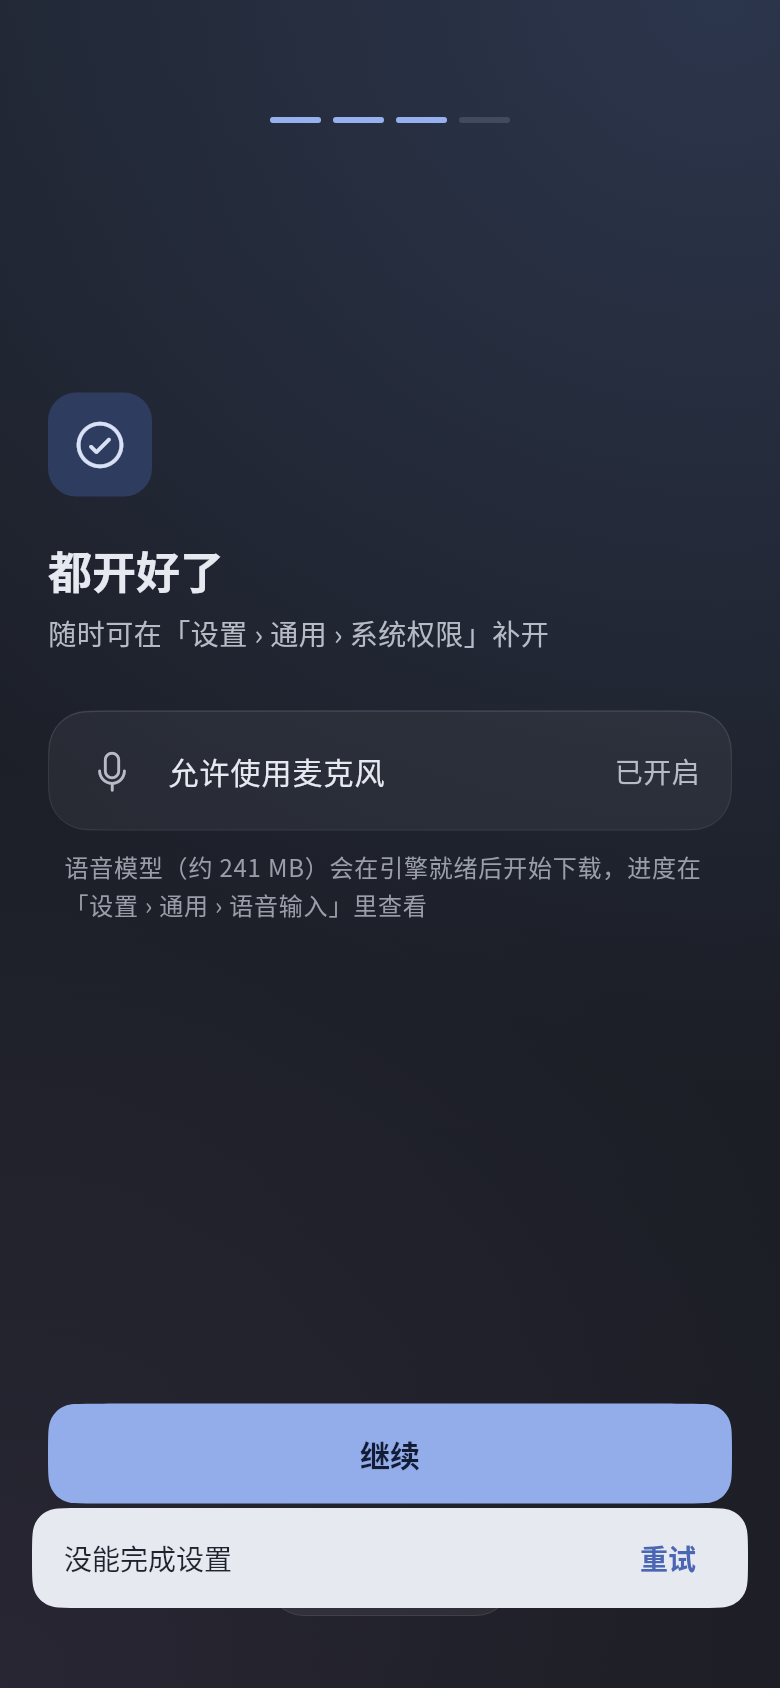 都开好了
随时可在「设置 › 通用 › 系统权限」补开
允许使用麦克风
已开启
语音模型（约 241 MB）会在引擎就绪后开始下载，进度在
「设置 › 通用 › 语音输入」里查看
继续
没能完成设置
重试